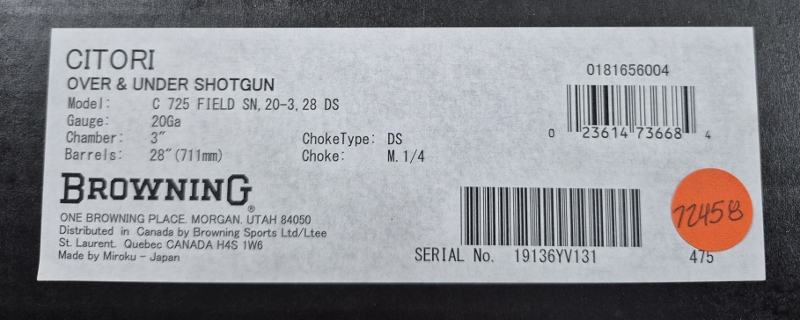 CITORI
OVER & UNDER SHOTGUN
Model: C 725 FIELD SN,20-3,28 DS
Gauge: 20Ga
Chamber: 3" ChokeType: DS
Barrels: 28"(711mm) Choke: M.1/4
0181656004
0 23614 73668 4
BROWNING®
ONE BROWNING PLACE. MORGAN. UTAH 84050
Distributed in Canada by Browning Sports Ltd/Ltee
St. Laurent. Quebec CANADA H4S 1W6
Made by Miroku - Japan
SERIAL No. 19136YV131
475
72458